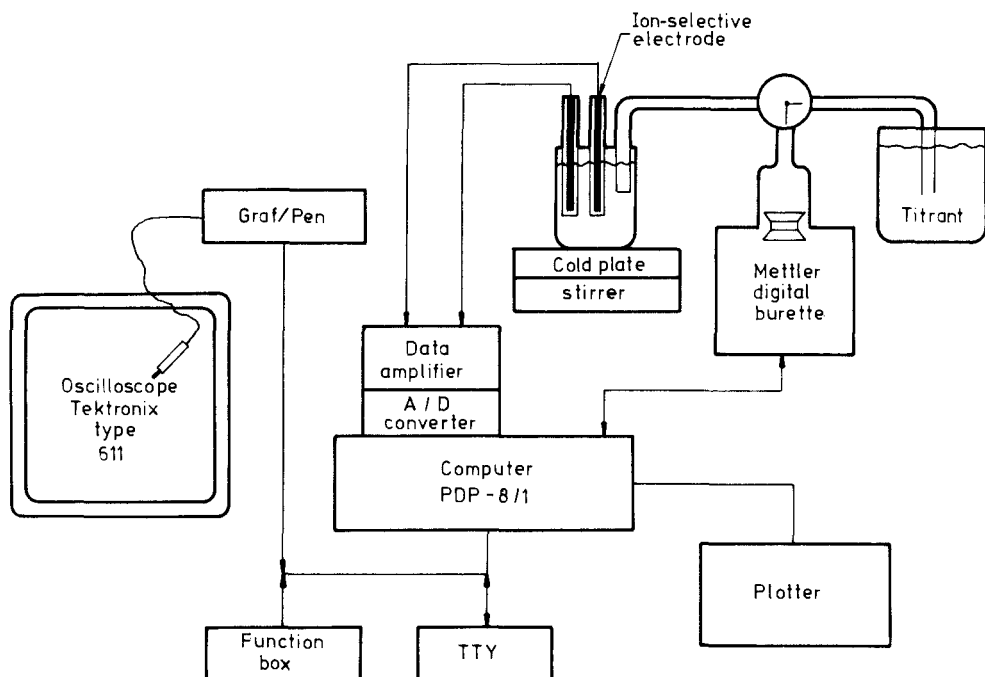 Ion-selective
electrode
Graf/Pen
Titrant
Cold plate
stirrer
Mettler
digital
burette
Data
amplifier
A/D
converter
Oscilloscope
Tektronix
type
611
Computer
PDP-8/1
Plotter
Function
box
TTY